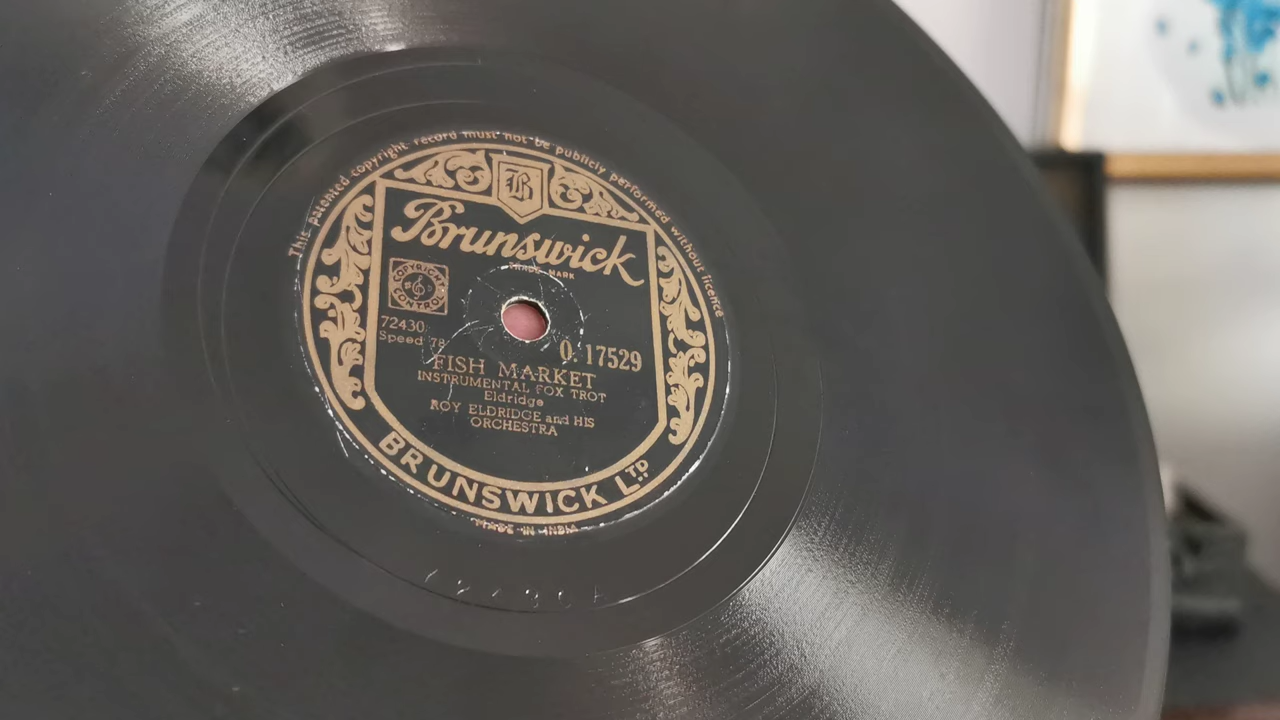 This patented copyright record must not be publicly performed without licence
B
Brunswick
TRADE MARK
COPYRIGHT
CONTROL
72430
Speed 78
O. 17529
FISH MARKET
INSTRUMENTAL FOX TROT
Eldridge
ROY ELDRIDGE and HIS
ORCHESTRA
BRUNSWICK LTD
MADE IN INDIA